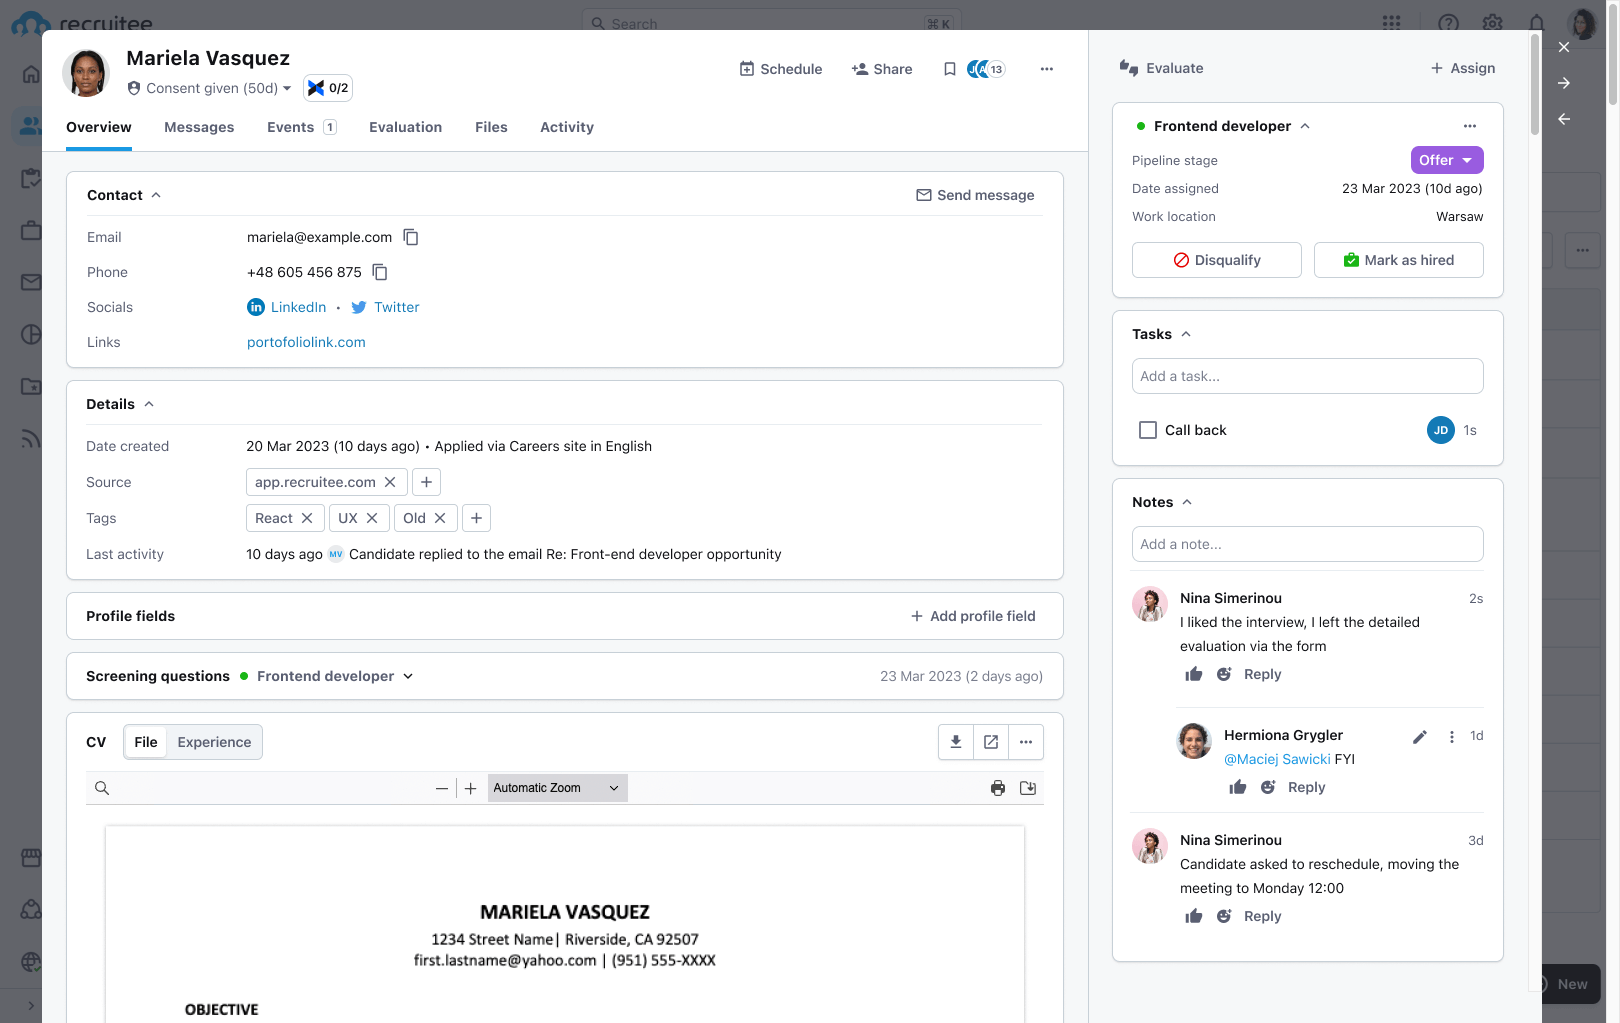 recruitee
Search
⌘ K
Mariela Vasquez
Consent given (50d)
0/2
Schedule
Share
13
Overview
Messages
Events 1
Evaluation
Files
Activity
Contact
Send message
Email
mariela@example.com
Phone
+48 605 456 875
Socials
LinkedIn • Twitter
Links
portofoliolink.com
Details
Date created
20 Mar 2023 (10 days ago) • Applied via Careers site in English
Source
app.recruitee.com
Tags
React
UX
Old
Last activity
10 days ago MV Candidate replied to the email Re: Front-end developer opportunity
Profile fields
Add profile field
Screening questions
Frontend developer
23 Mar 2023 (2 days ago)
CV
File
Experience
Automatic Zoom
MARIELA VASQUEZ
1234 Street Name| Riverside, CA 92507
first.lastname@yahoo.com | (951) 555-XXXX
OBJECTIVE
Evaluate
Assign
Frontend developer
Pipeline stage
Offer
Date assigned
23 Mar 2023 (10d ago)
Work location
Warsaw
Disqualify
Mark as hired
Tasks
Add a task...
Call back
JD
1s
Notes
Add a note...
Nina Simerinou
2s
I liked the interview, I left the detailed
evaluation via the form
Reply
Hermiona Grygler
1d
@Maciej Sawicki FYI
Reply
Nina Simerinou
3d
Candidate asked to reschedule, moving the
meeting to Monday 12:00
Reply
New